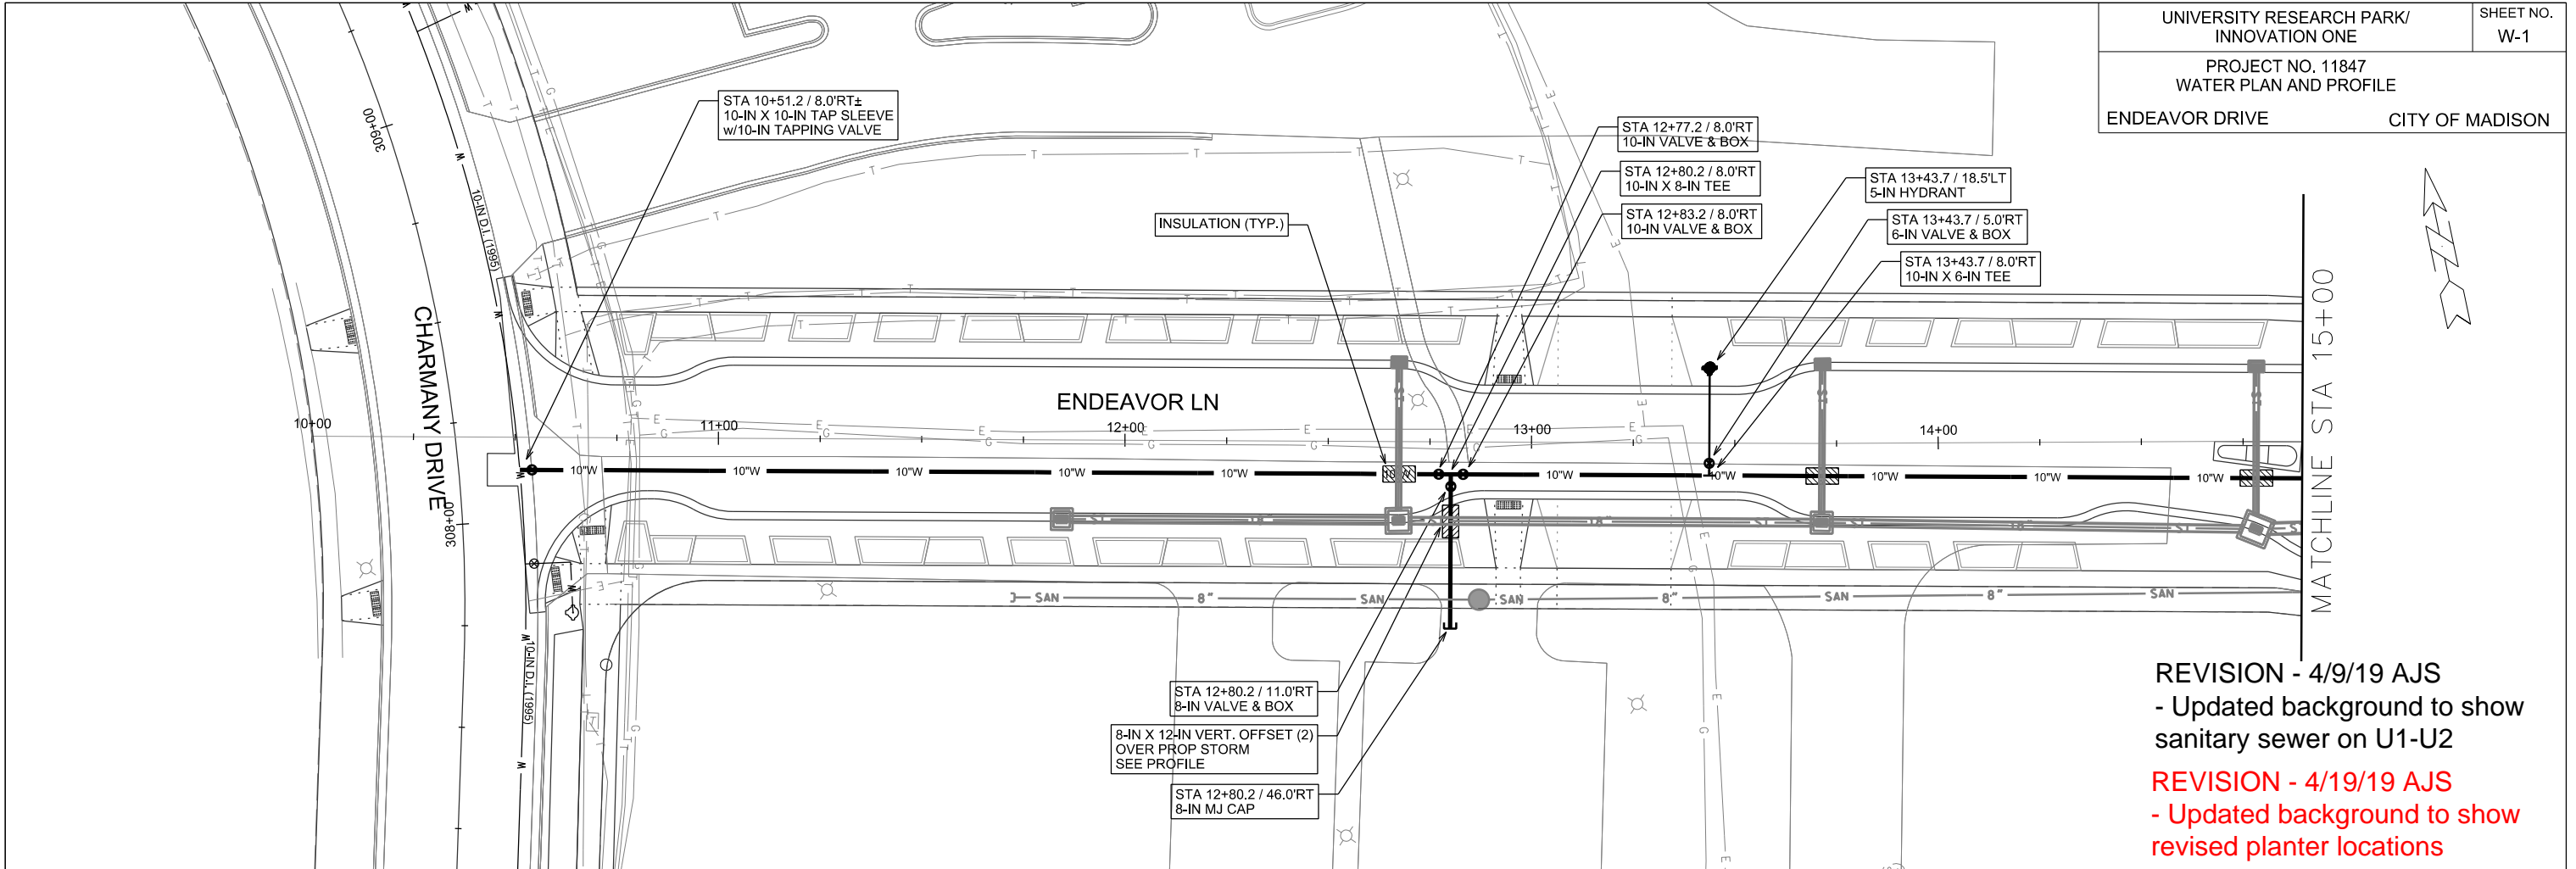 UNIVERSITY RESEARCH PARK/
INNOVATION ONE
SHEET NO.
W-1
PROJECT NO. 11847
WATER PLAN AND PROFILE
ENDEAVOR DRIVE
CITY OF MADISON
STA 10+51.2 / 8.0'RT±
10-IN X 10-IN TAP SLEEVE
w/10-IN TAPPING VALVE
STA 12+77.2 / 8.0'RT
10-IN VALVE & BOX
STA 12+80.2 / 8.0'RT
10-IN X 8-IN TEE
STA 12+83.2 / 8.0'RT
10-IN VALVE & BOX
STA 13+43.7 / 18.5'LT
5-IN HYDRANT
STA 13+43.7 / 5.0'RT
6-IN VALVE & BOX
STA 13+43.7 / 8.0'RT
10-IN X 6-IN TEE
INSULATION (TYP.)
309+00
10-IN D.I. (1995)
CHARMANY DRIVE
308+00
10-IN D.I. (1995)
ENDEAVOR LN
10+00
11+00
12+00
13+00
14+00
10"W
10"W
10"W
10"W
10"W
10"W
10"W
10"W
10"W
10"W
10"W
ST
18"
ST
18"
ST
ST
18"
ST
SAN
8"
SAN
SAN
8"
SAN
8"
SAN
MATCHLINE STA 15+00
STA 12+80.2 / 11.0'RT
8-IN VALVE & BOX
8-IN X 12-IN VERT. OFFSET (2)
OVER PROP STORM
SEE PROFILE
STA 12+80.2 / 46.0'RT
8-IN MJ CAP
REVISION - 4/9/19 AJS
- Updated background to show
sanitary sewer on U1-U2
REVISION - 4/19/19 AJS
- Updated background to show
revised planter locations